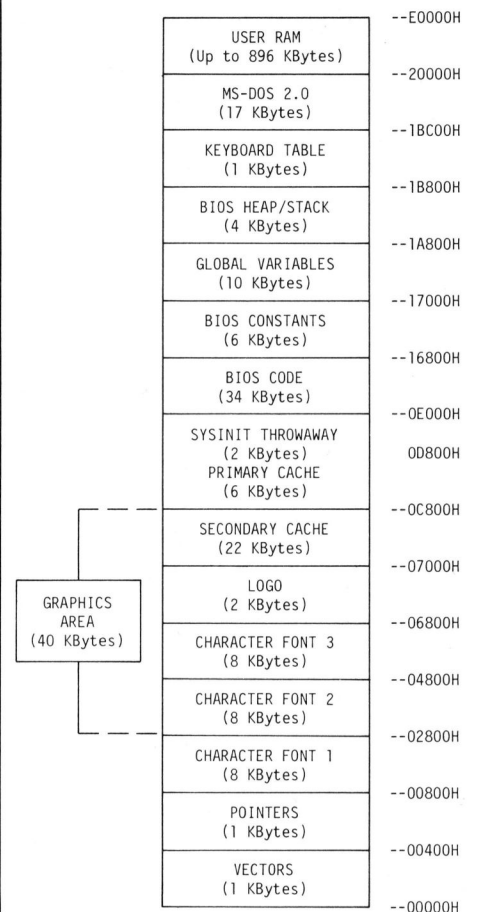 --E0000H
USER RAM
(Up to 896 KBytes)
--20000H
MS-DOS 2.0
(17 KBytes)
--1BC00H
KEYBOARD TABLE
(1 KBytes)
--1B800H
BIOS HEAP/STACK
(4 KBytes)
--1A800H
GLOBAL VARIABLES
(10 KBytes)
--17000H
BIOS CONSTANTS
(6 KBytes)
--16800H
BIOS CODE
(34 KBytes)
--0E000H
SYSINIT THROWAWAY
(2 KBytes) 0D800H
PRIMARY CACHE
(6 KBytes)
--0C800H
SECONDARY CACHE
(22 KBytes)
--07000H
LOGO
(2 KBytes)
GRAPHICS
AREA
(40 KBytes)
--06800H
CHARACTER FONT 3
(8 KBytes)
--04800H
CHARACTER FONT 2
(8 KBytes)
--02800H
CHARACTER FONT 1
(8 KBytes)
--00800H
POINTERS
(1 KBytes)
--00400H
VECTORS
(1 KBytes)
--00000H